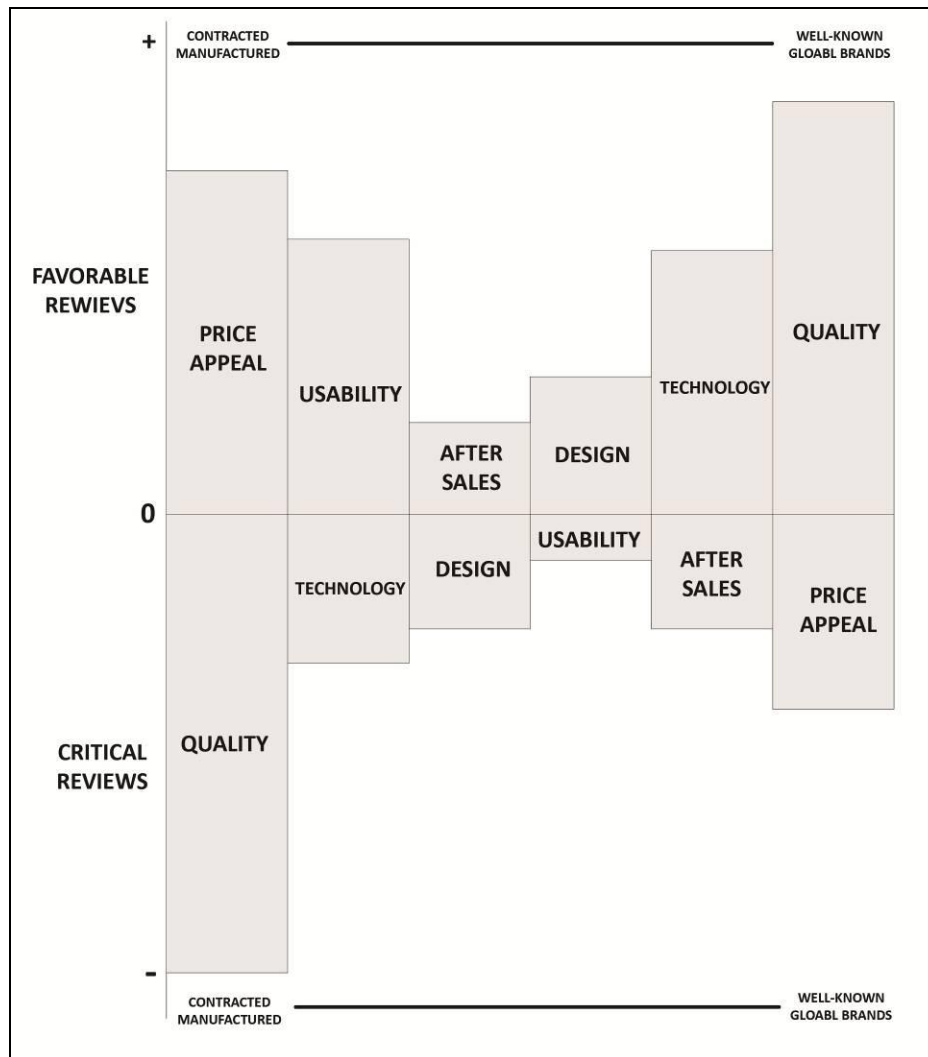 +
CONTRACTED
MANUFACTURED
WELL-KNOWN
GLOABL BRANDS
FAVORABLE
REWIEVS
PRICE
APPEAL
USABILITY
AFTER
SALES
DESIGN
TECHNOLOGY
QUALITY
0
QUALITY
TECHNOLOGY
DESIGN
USABILITY
AFTER
SALES
PRICE
APPEAL
CRITICAL
REVIEWS
-
CONTRACTED
MANUFACTURED
WELL-KNOWN
GLOABL BRANDS